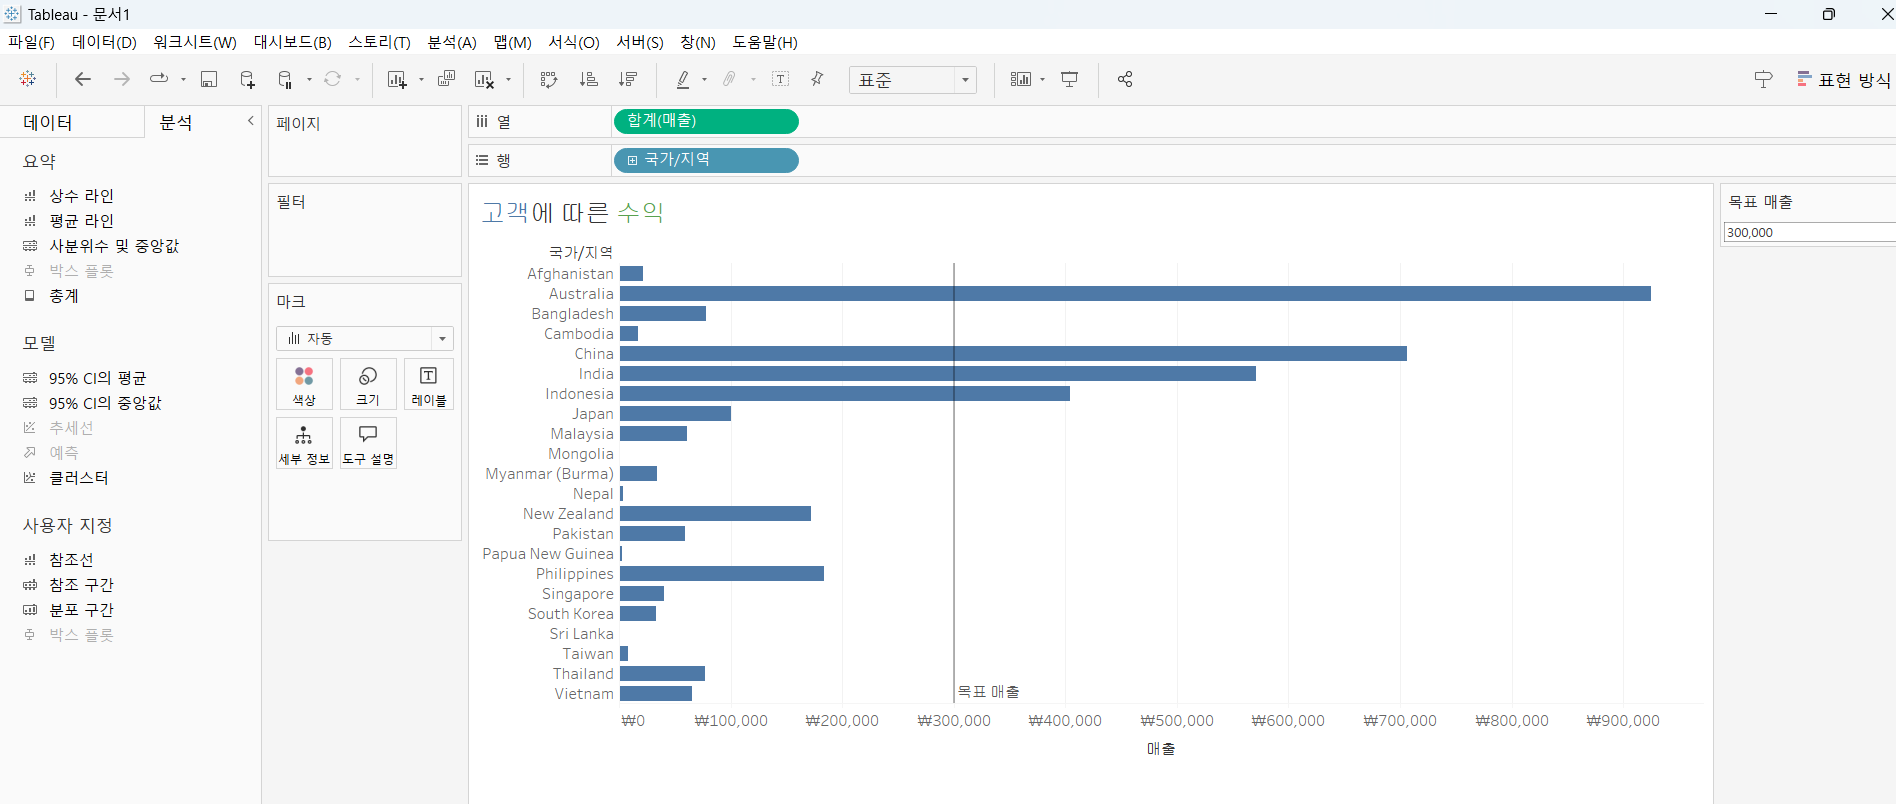 Tableau - 문서1
파일(F) 데이터(D) 워크시트(W) 대시보드(B) 스토리(T) 분석(A) 맵(M) 서식(O) 서버(S) 창(N) 도움말(H)
표준
표현 방식
데이터 분석
요약
상수 라인
평균 라인
사분위수 및 중앙값
박스 플롯
총계
모델
95% CI의 평균
95% CI의 중앙값
추세선
예측
클러스터
사용자 지정
참조선
참조 구간
분포 구간
박스 플롯
페이지
필터
마크
자동
색상 크기 레이블
세부 정보 도구 설명
열 합계(매출)
행 국가/지역
고객에 따른 수익
국가/지역
Afghanistan
Australia
Bangladesh
Cambodia
China
India
Indonesia
Japan
Malaysia
Mongolia
Myanmar (Burma)
Nepal
New Zealand
Pakistan
Papua New Guinea
Philippines
Singapore
South Korea
Sri Lanka
Taiwan
Thailand
Vietnam
목표 매출
₩0 ₩100,000 ₩200,000 ₩300,000 ₩400,000 ₩500,000 ₩600,000 ₩700,000 ₩800,000 ₩900,000
매출
목표 매출
300,000